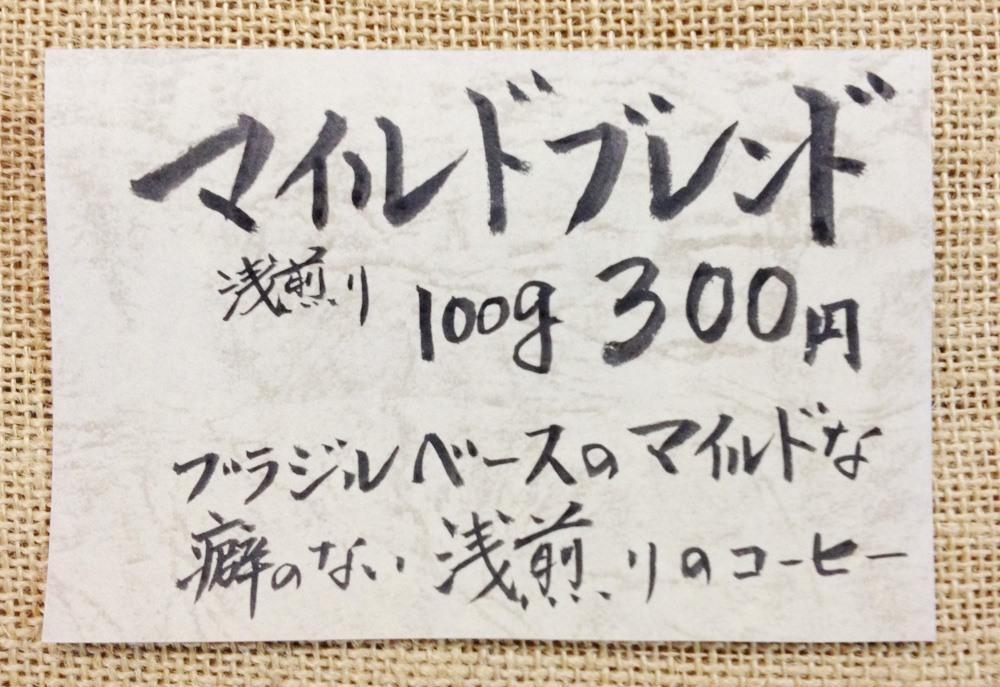 マイルドブレンド
浅煎り 100g 300円
ブラジルベースのマイルドな
癖のない浅煎りのコーヒー